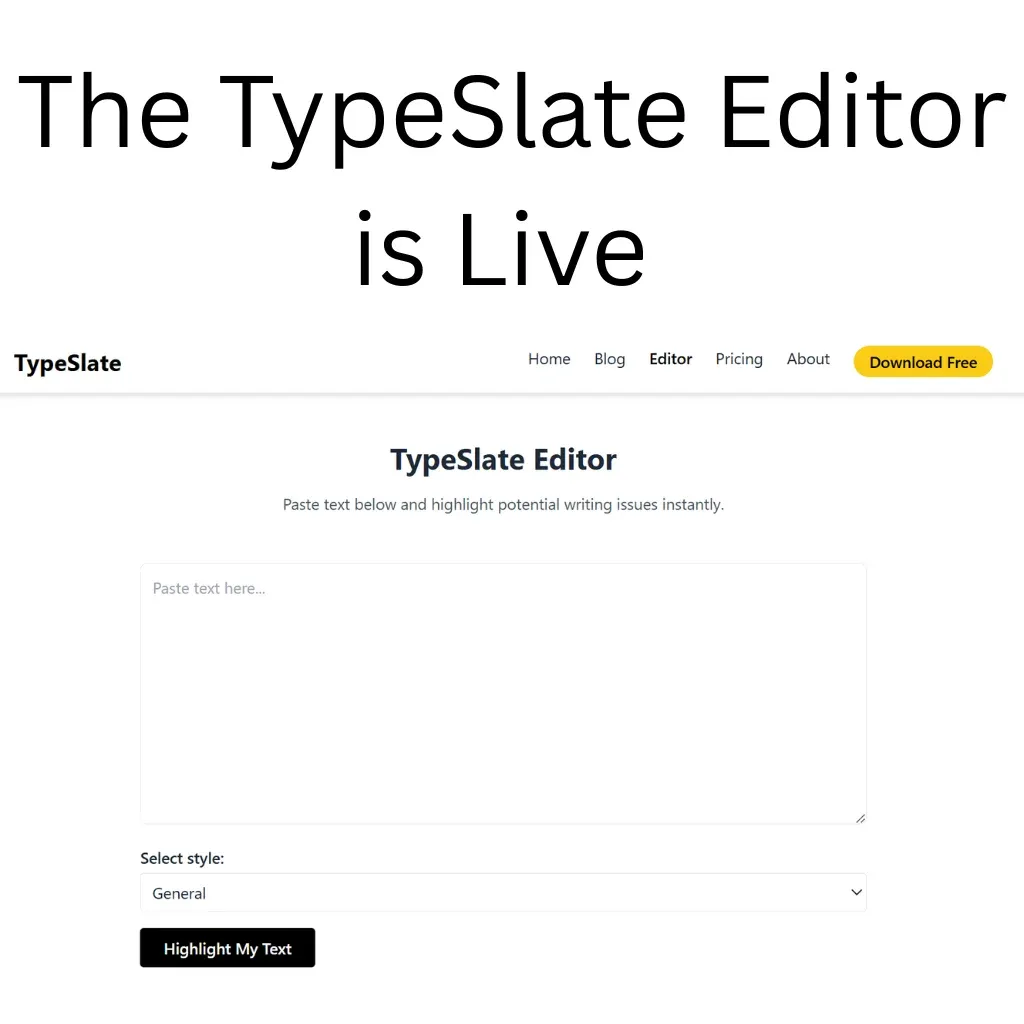 The TypeSlate Editor
is Live
TypeSlate
Home Blog Editor Pricing About Download Free
TypeSlate Editor
Paste text below and highlight potential writing issues instantly.
Paste text here...
Select style:
General
Highlight My Text